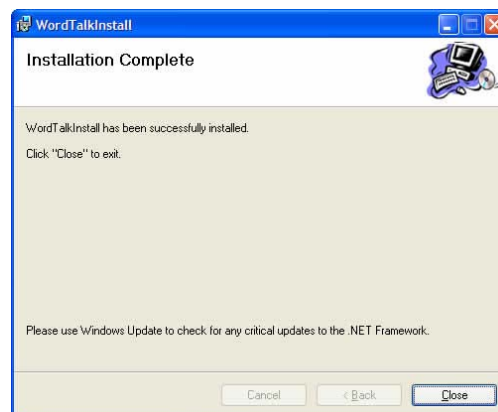 WordTalkInstall
Installation Complete
WordTalkInstall has been successfully installed.
Click "Close" to exit.
Please use Windows Update to check for any critical updates to the .NET Framework.
Cancel
< Back
Close